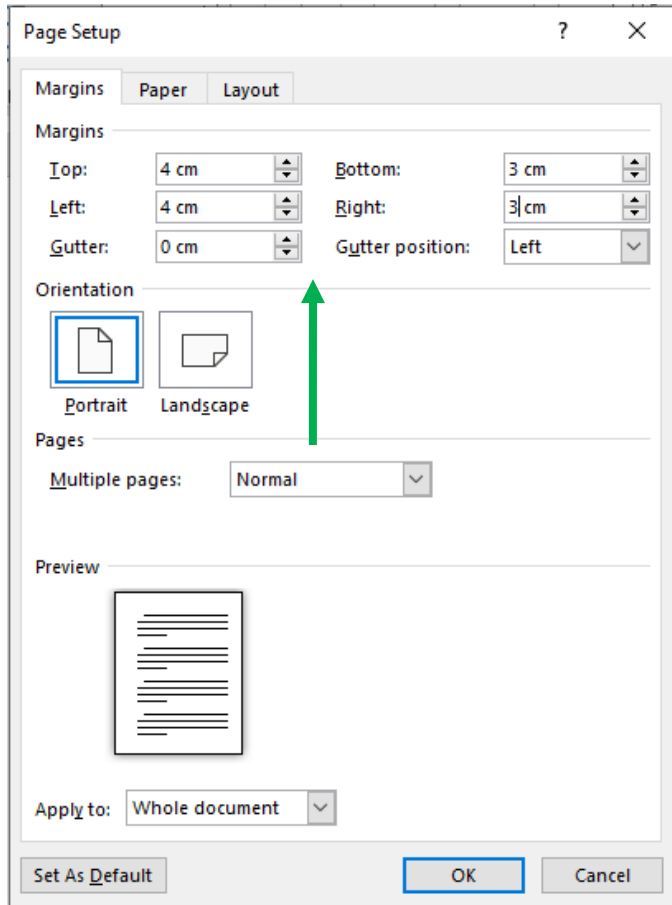 Page Setup ? ✕
Margins Paper Layout
Margins
Top: 4 cm Bottom: 3 cm
Left: 4 cm Right: 3 cm
Gutter: 0 cm Gutter position: Left
Orientation
Portrait Landscape
Pages
Multiple pages: Normal
Preview
Apply to: Whole document
Set As Default OK Cancel